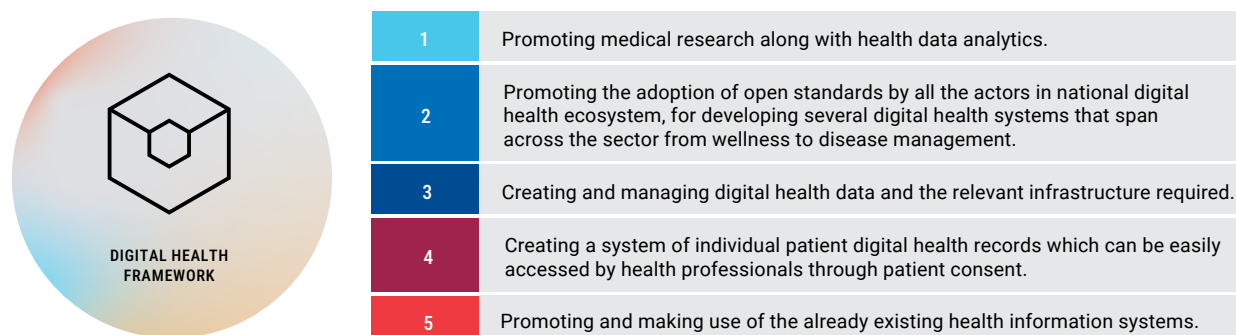 DIGITAL HEALTH
FRAMEWORK
1
Promoting medical research along with health data analytics.
2
Promoting the adoption of open standards by all the actors in national digital
health ecosystem, for developing several digital health systems that span
across the sector from wellness to disease management.
3
Creating and managing digital health data and the relevant infrastructure required.
4
Creating a system of individual patient digital health records which can be easily
accessed by health professionals through patient consent.
5
Promoting and making use of the already existing health information systems.